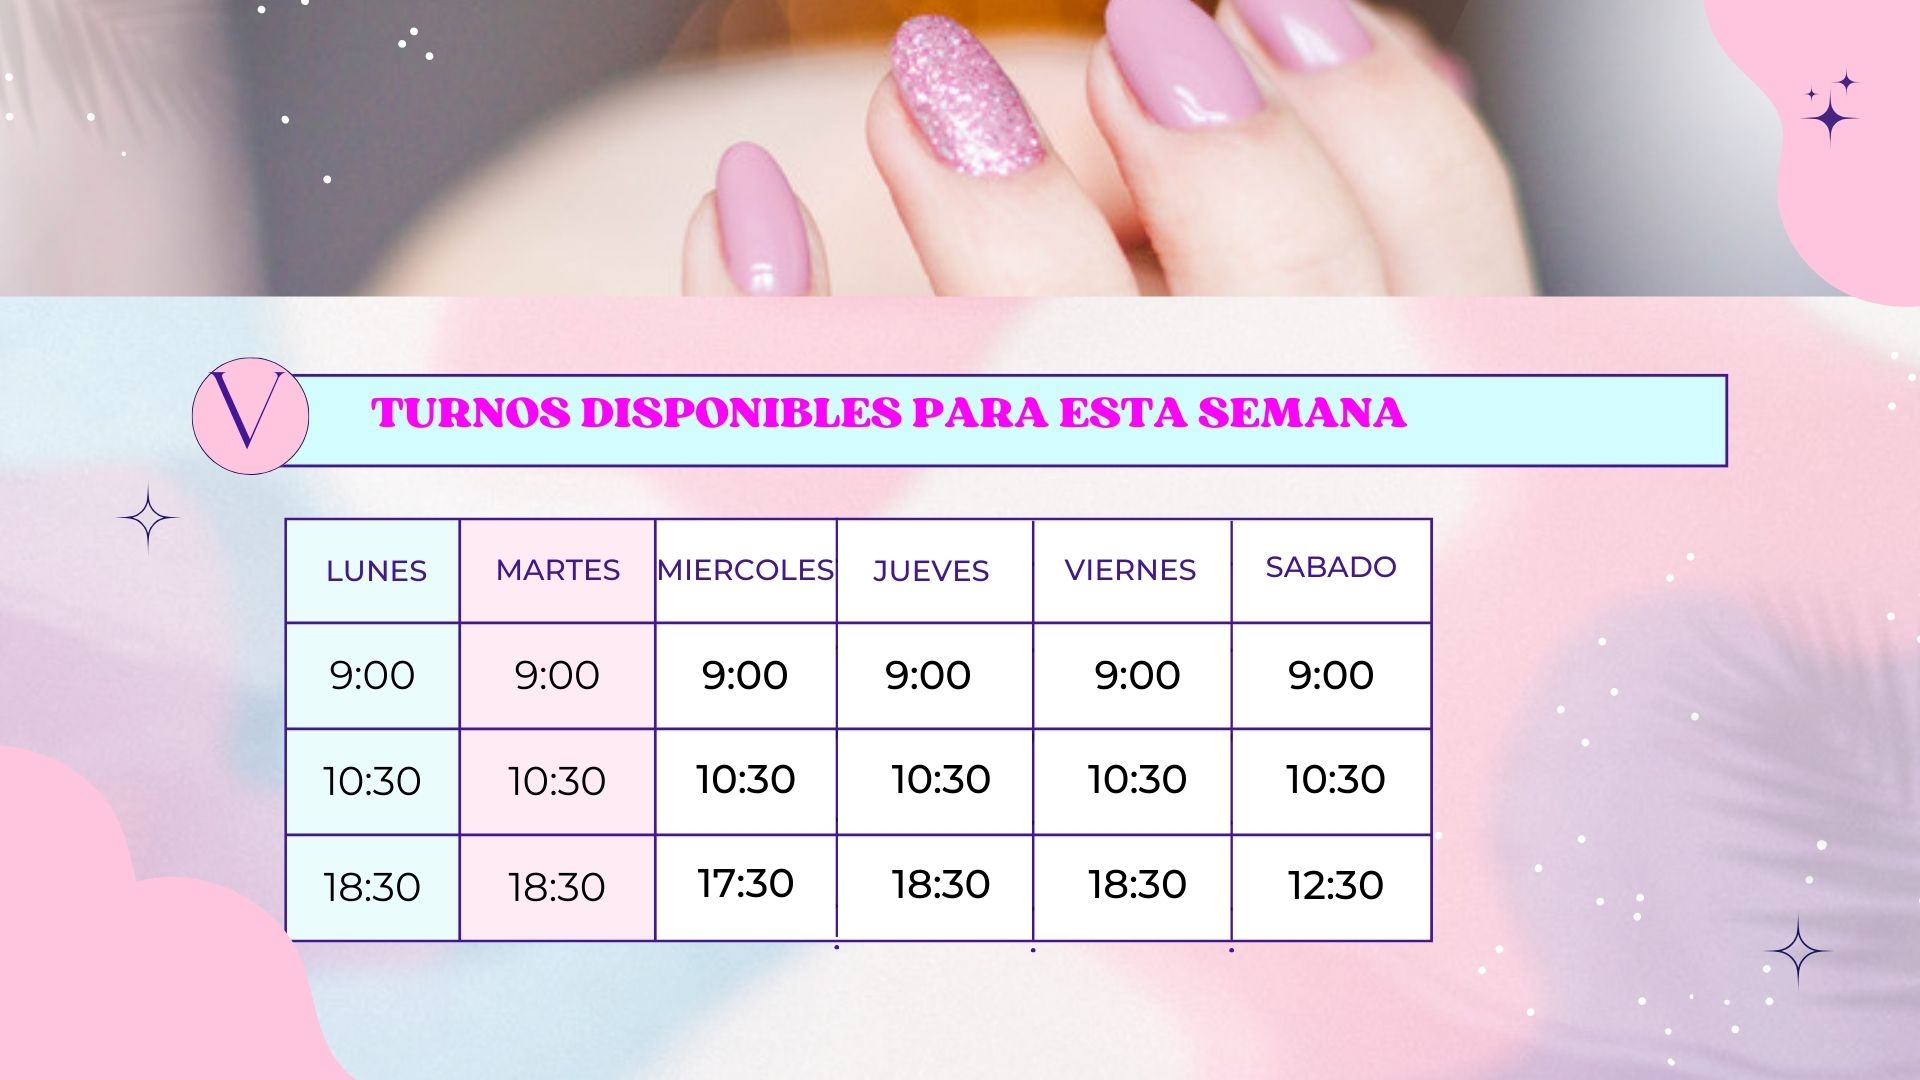 V
TURNOS DISPONIBLES PARA ESTA SEMANA
LUNES MARTES MIERCOLES JUEVES VIERNES SABADO
9:00 9:00 9:00 9:00 9:00 9:00
10:30 10:30 10:30 10:30 10:30 10:30
18:30 18:30 17:30 18:30 18:30 12:30